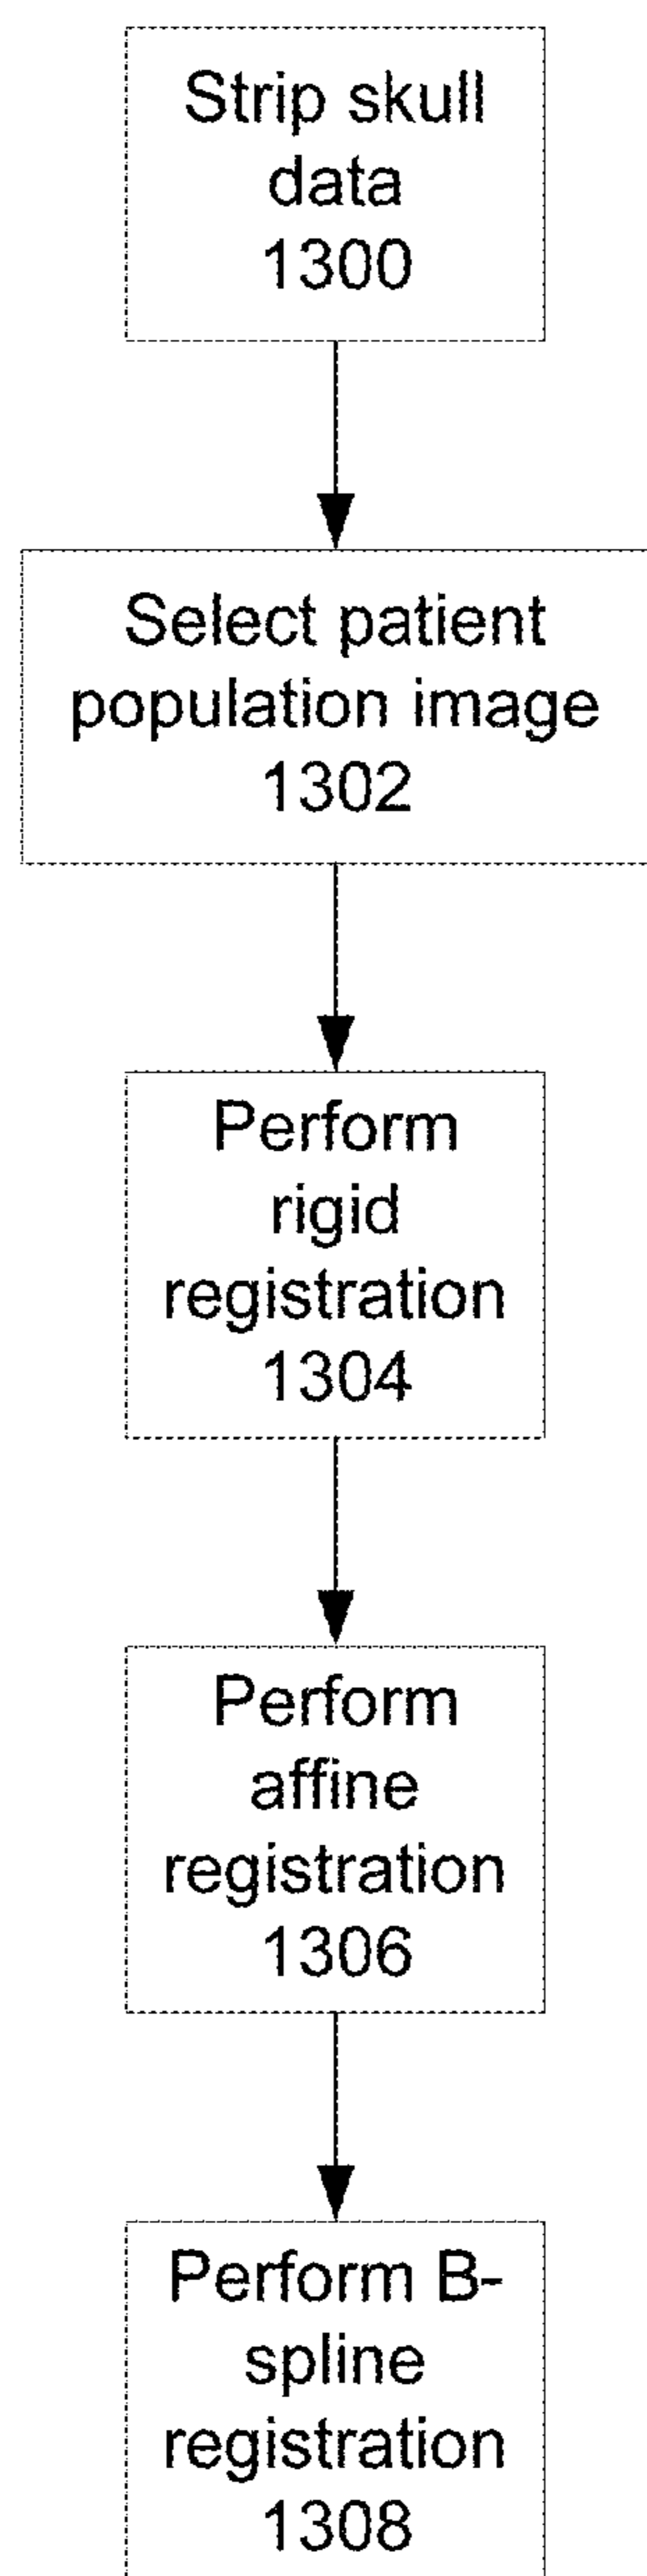 Strip skull
data
1300
Select patient
population image
1302
Perform
rigid
registration
1304
Perform
affine
registration
1306
Perform B-
spline
registration
1308